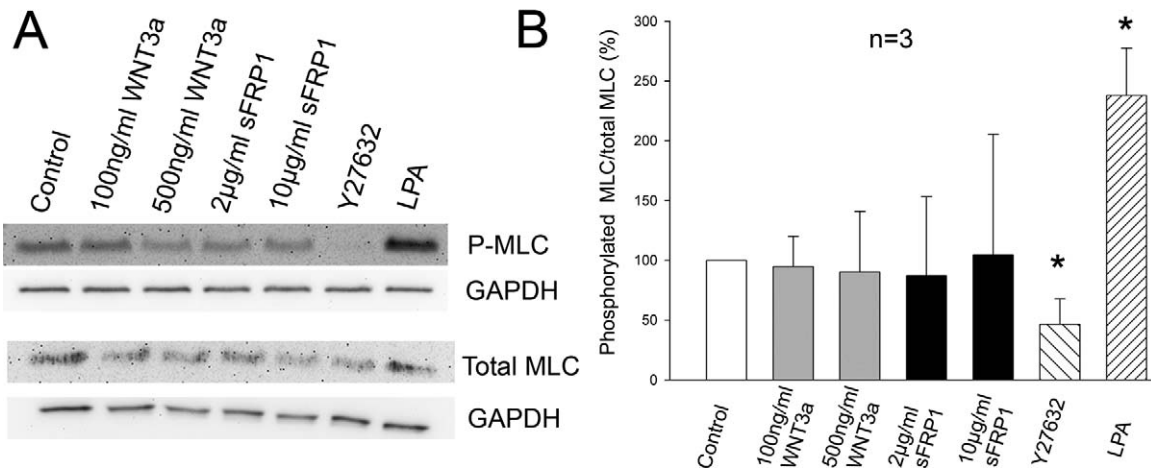 A
Control
100ng/ml WNT3a
500ng/ml WNT3a
2µg/ml sFRP1
10µg/ml sFRP1
Y27632
LPA
P-MLC
GAPDH
Total MLC
GAPDH
B
Phosphorylated MLC/total MLC (%)
300
250
200
150
100
50
0
n=3
*
*
Control
100ng/ml
WNT3a
500ng/ml
WNT3a
2µg/ml
sFRP1
10µg/ml
sFRP1
Y27632
LPA